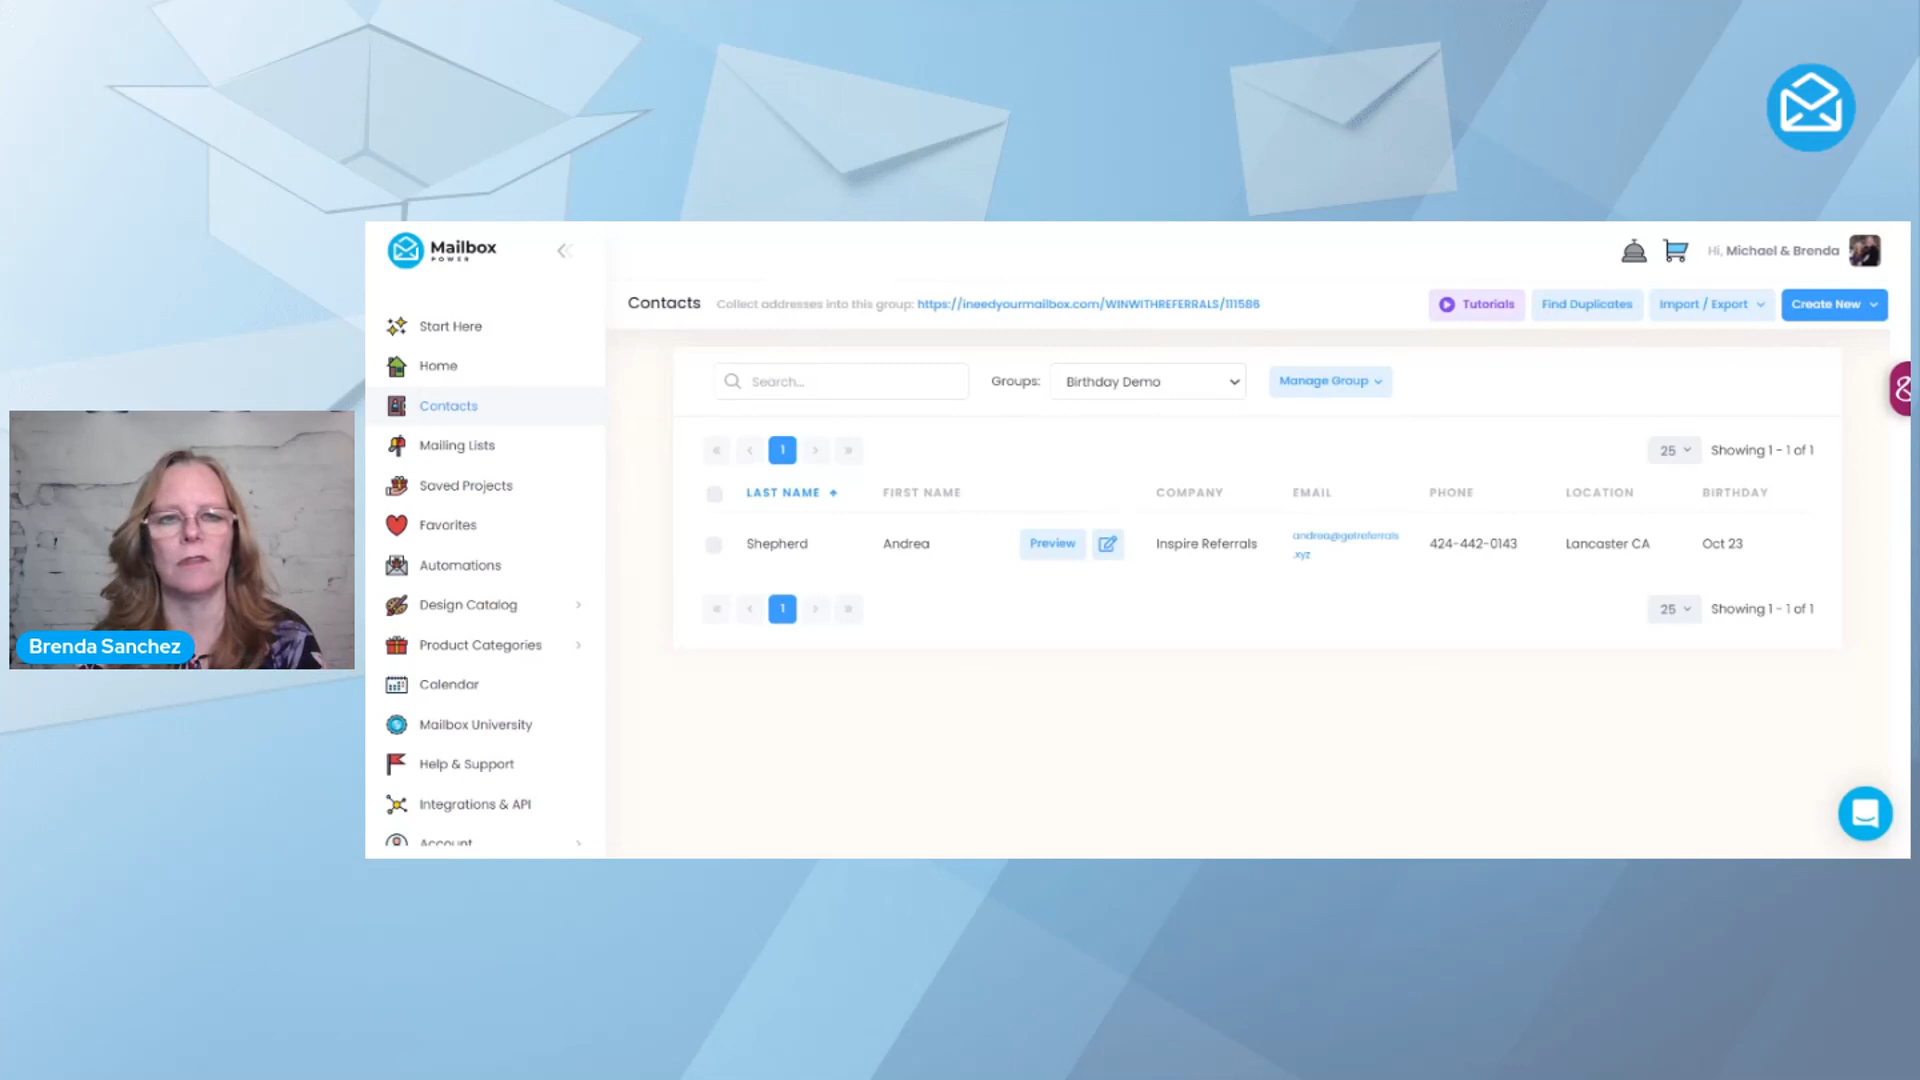 Mailbox
POWER
Hi, Michael & Brenda
Contacts
Collect addresses into this group: https://ineedyourmailbox.com/WINWITHREFERRALS/111586
Tutorials
Find Duplicates
Import / Export
Create New
Start Here
Home
Contacts
Mailing Lists
Saved Projects
Favorites
Automations
Design Catalog
Product Categories
Calendar
Mailbox University
Help & Support
Integrations & API
Account
Search...
Groups:
Birthday Demo
Manage Group
1
25
Showing 1 - 1 of 1
LAST NAME
FIRST NAME
COMPANY
EMAIL
PHONE
LOCATION
BIRTHDAY
Shepherd
Andrea
Preview
Inspire Referrals
andrea@getreferrals
.xyz
424-442-0143
Lancaster CA
Oct 23
1
25
Showing 1 - 1 of 1
Brenda Sanchez